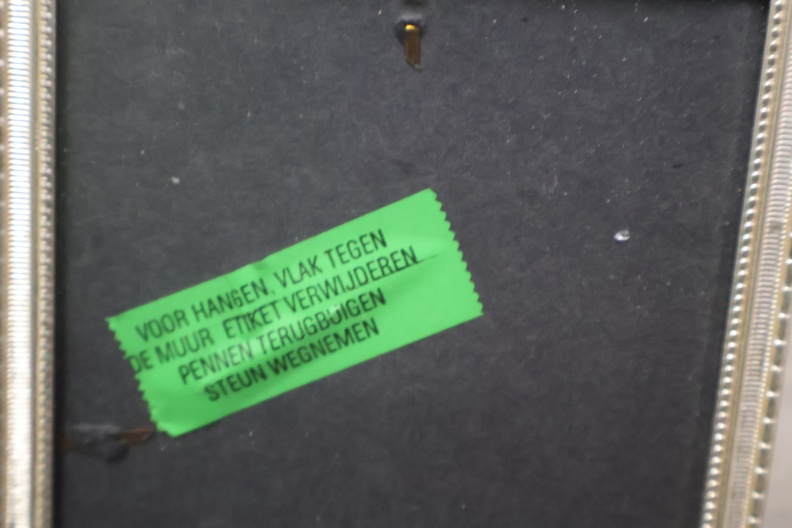 VOOR HANGEN, VLAK TEGEN
DE MUUR ETIKET VERWIJDEREN
PENNEN TERUGBUIGEN
STEUN WEGNEMEN